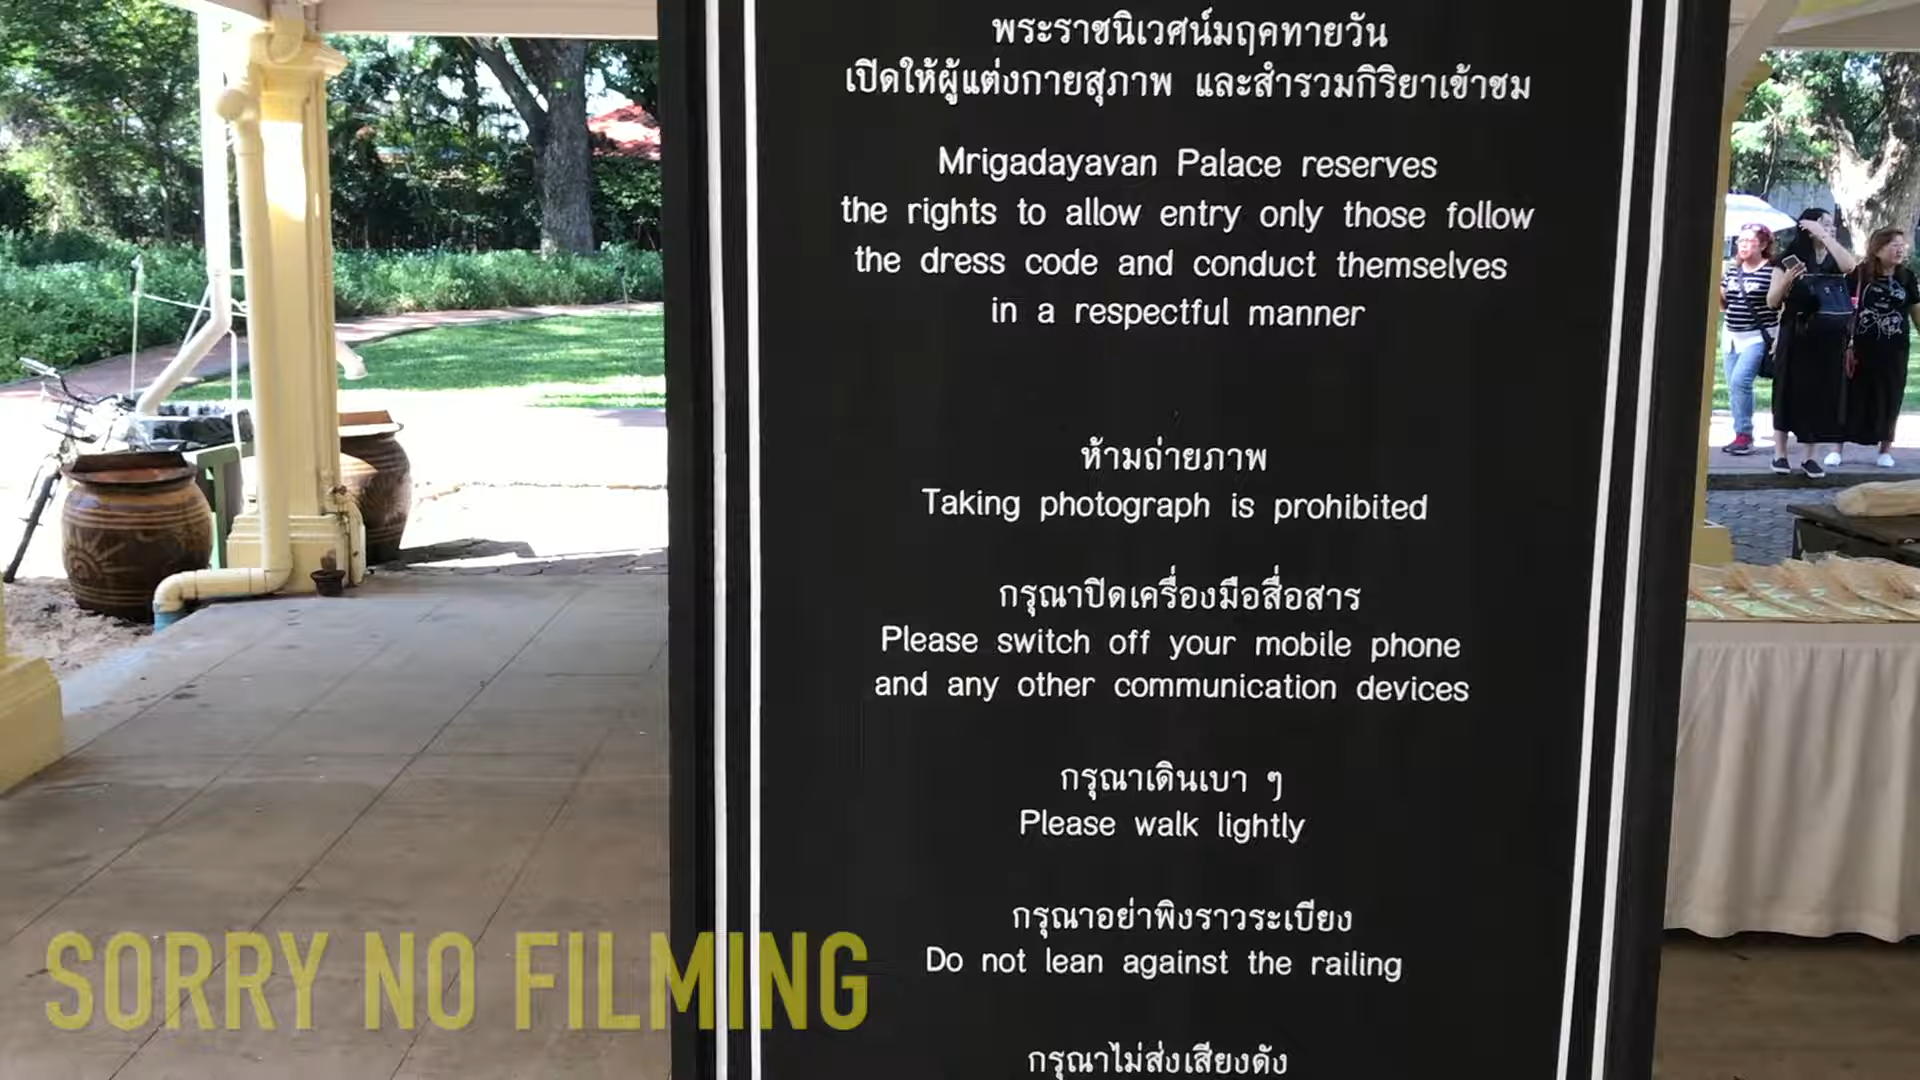 พระราชนิเวศน์มฤคทายวัน
เปิดให้ผู้แต่งกายสุภาพ และสำรวมกิริยาเข้าชม
Mrigadayavan Palace reserves
the rights to allow entry only those follow
the dress code and conduct themselves
in a respectful manner
ห้ามถ่ายภาพ
Taking photograph is prohibited
กรุณาปิดเครื่องมือสื่อสาร
Please switch off your mobile phone
and any other communication devices
กรุณาเดินเบา ๆ
Please walk lightly
กรุณาอย่าพิงราวระเบียง
Do not lean against the railing
กรุณาไม่ส่งเสียงดัง
SORRY NO FILMING